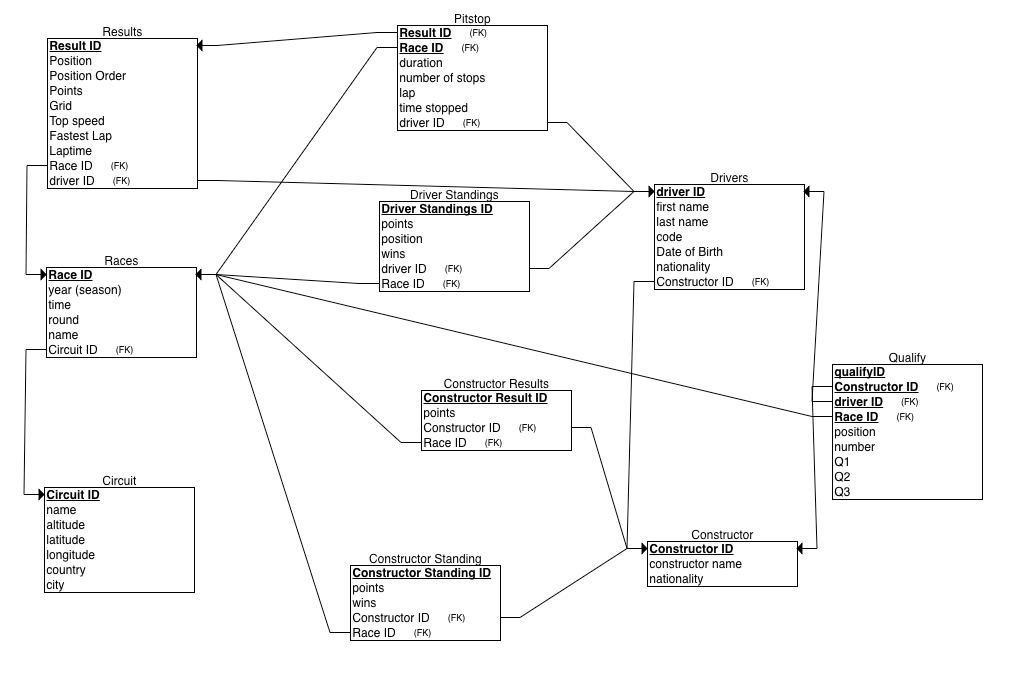 Results
Result ID
Position
Position Order
Points
Grid
Top speed
Fastest Lap
Laptime
Race ID (FK)
driver ID (FK)
Pitstop
Result ID (FK)
Race ID (FK)
duration
number of stops
lap
time stopped
driver ID (FK)
Drivers
driver ID
first name
last name
code
Date of Birth
nationality
Constructor ID (FK)
Driver Standings
Driver Standings ID
points
position
wins
driver ID (FK)
Race ID (FK)
Races
Race ID
year (season)
time
round
name
Circuit ID (FK)
Qualify
qualifyID
Constructor ID (FK)
driver ID (FK)
Race ID (FK)
position
number
Q1
Q2
Q3
Constructor Results
Constructor Result ID
points
Constructor ID (FK)
Race ID (FK)
Circuit
Circuit ID
name
altitude
latitude
longitude
country
city
Constructor
Constructor ID
constructor name
nationality
Constructor Standing
Constructor Standing ID
points
wins
Constructor ID (FK)
Race ID (FK)